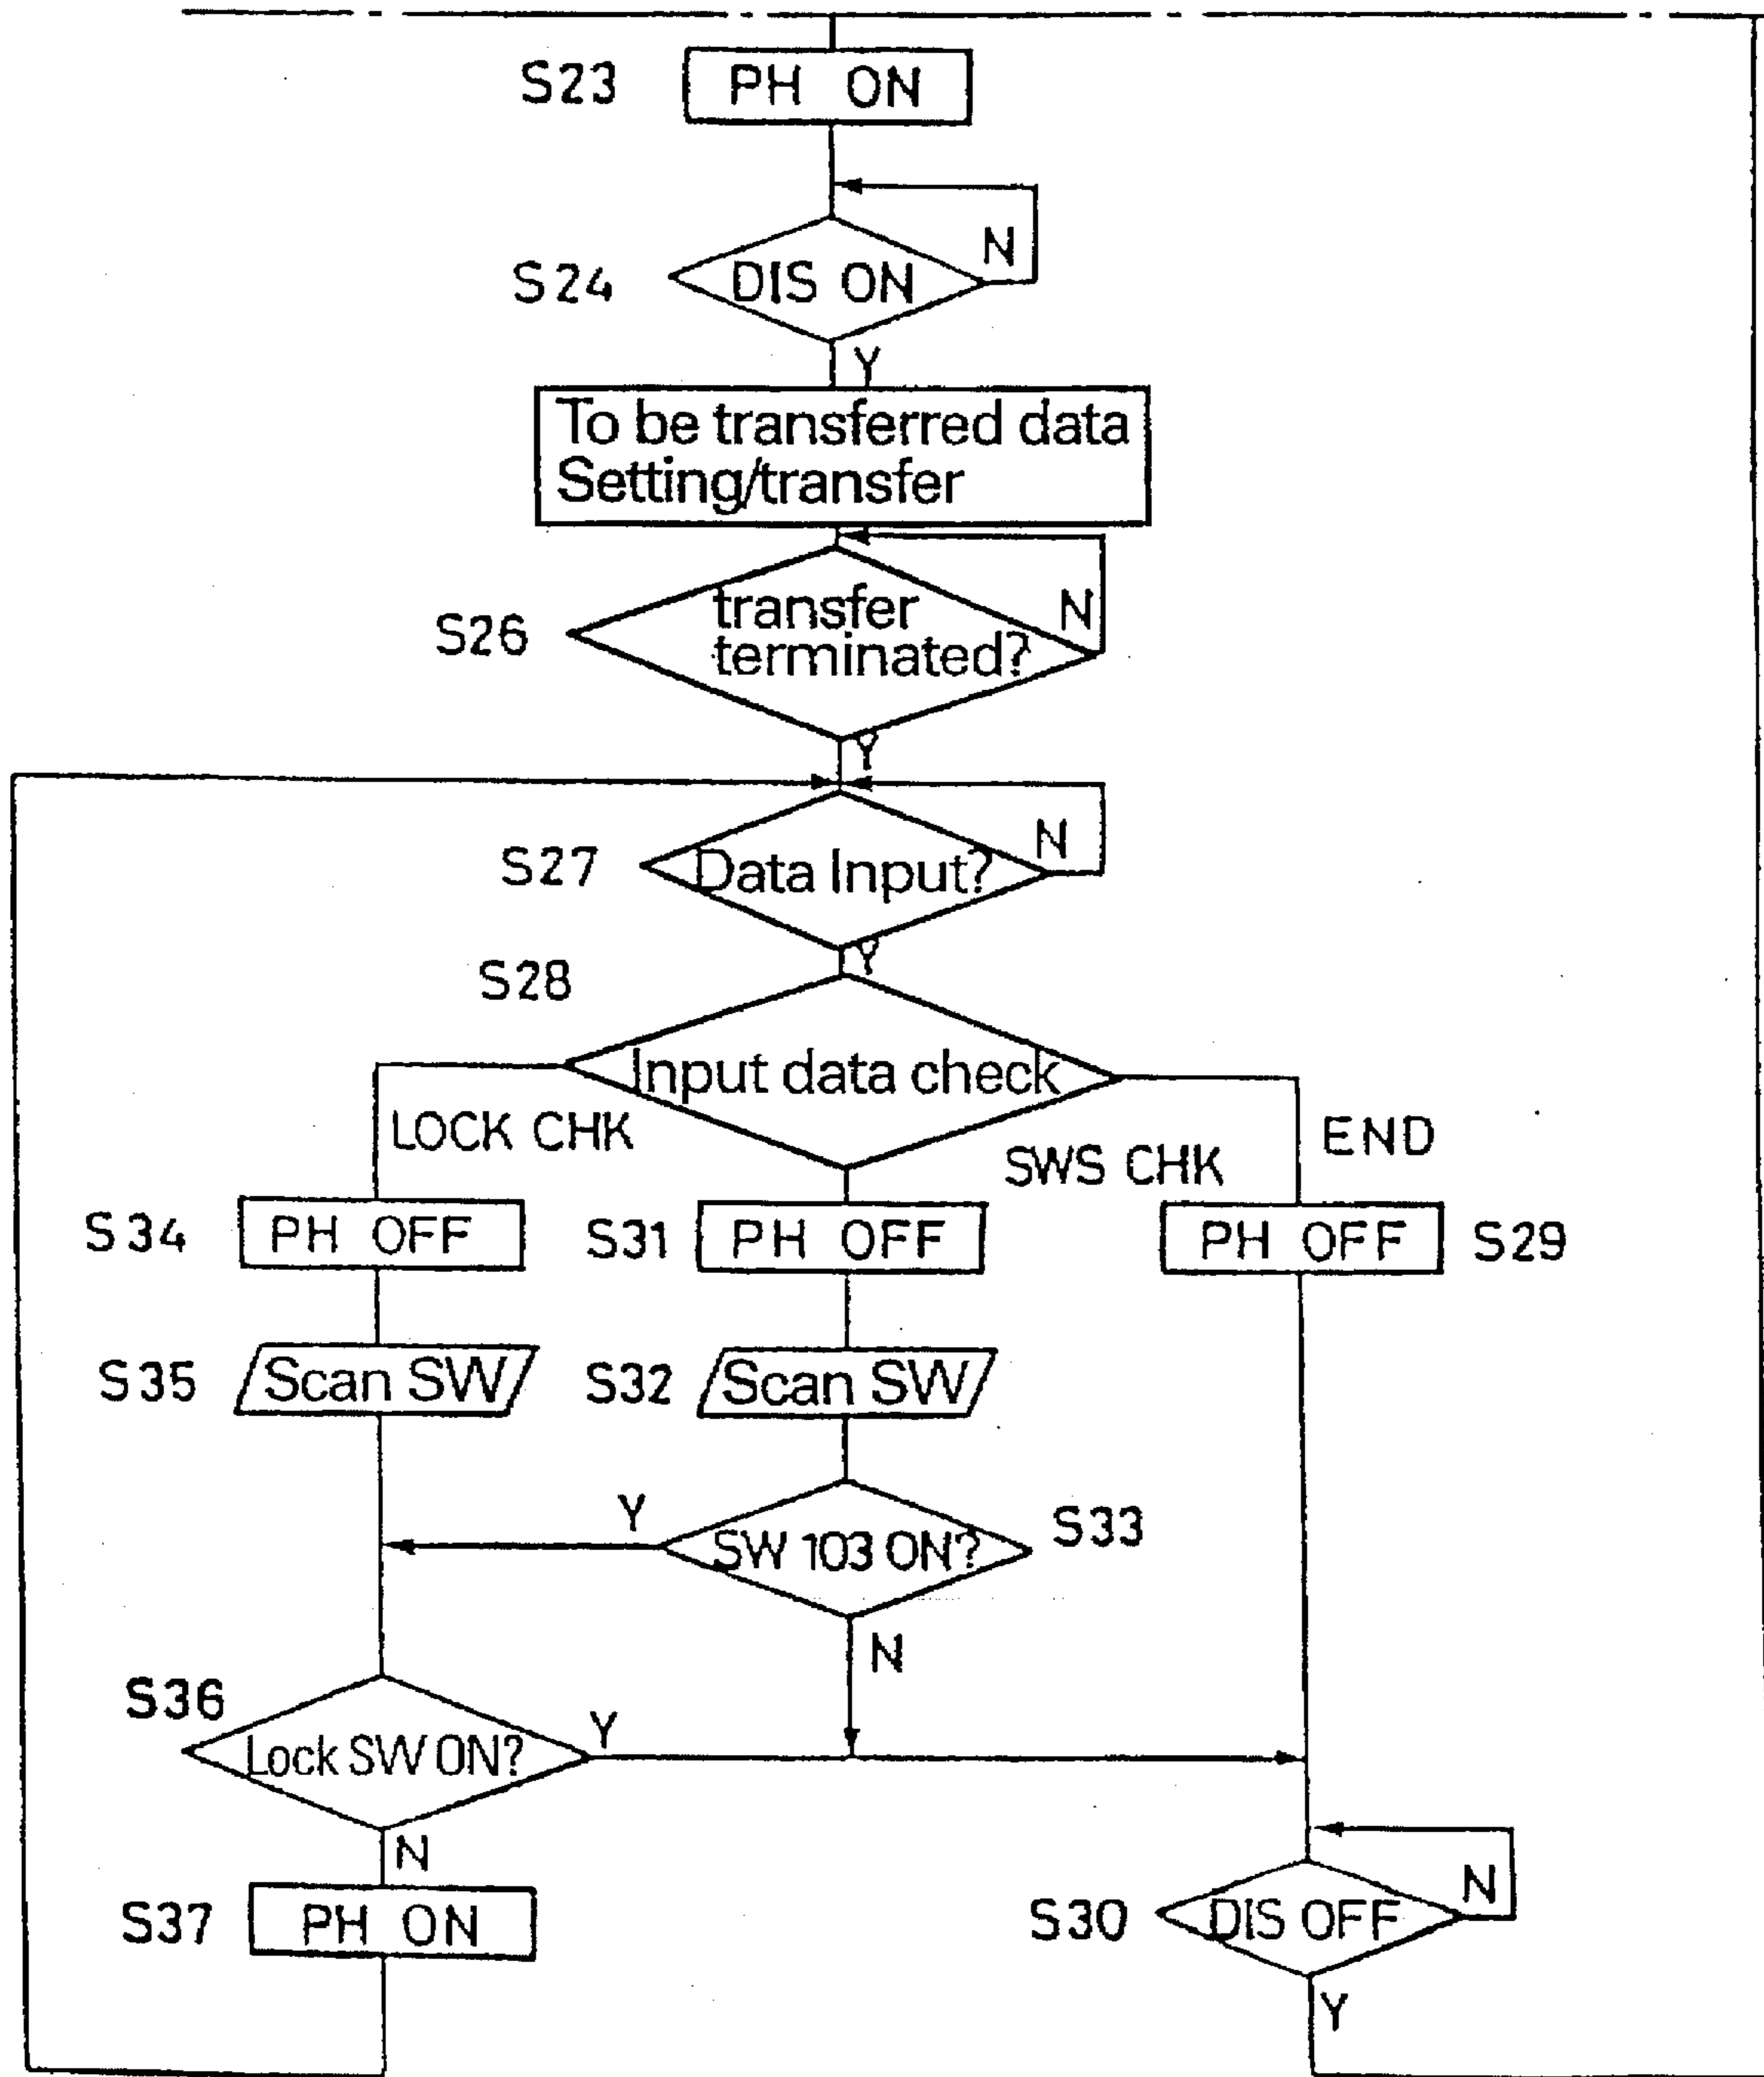 S23
PH ON
N
S24
DIS ON
Y
To be transferred data
Setting/transfer
S26
transfer
terminated?
N
Y
S27
Data Input?
N
Y
S28
Input data check
LOCK CHK
SWS CHK
END
S34
PH OFF
S31
PH OFF
PH OFF
S29
S35
Scan SW
S32
Scan SW
Y
SW 103 ON?
S33
N
S36
Lock SW ON?
Y
N
S37
PH ON
S30
DIS OFF
N
Y